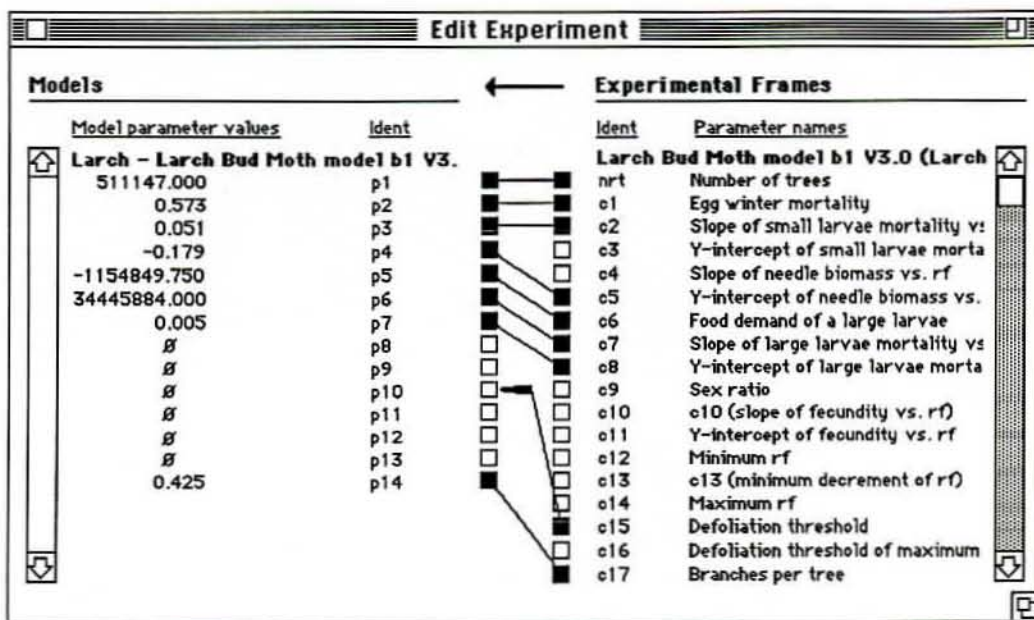 Edit Experiment
Models
Experimental Frames
Model parameter values Ident
Ident Parameter names
Larch - Larch Bud Moth model b1 V3.
Larch Bud Moth model b1 V3.0 (Larch
511147.000 p1 nrt Number of trees
0.573 p2 c1 Egg winter mortality
0.051 p3 c2 Slope of small larvae mortality vs
-0.179 p4 c3 Y-intercept of small larvae morta
-1154849.750 p5 c4 Slope of needle biomass vs. rf
34445884.000 p6 c5 Y-intercept of needle biomass vs.
0.005 p7 c6 Food demand of a large larvae
Ø p8 c7 Slope of large larvae mortality vs
Ø p9 c8 Y-intercept of large larvae morta
Ø p10 c9 Sex ratio
Ø p11 c10 c10 (slope of fecundity vs. rf)
Ø p12 c11 Y-intercept of fecundity vs. rf
Ø p13 c12 Minimum rf
0.425 p14 c13 c13 (minimum decrement of rf)
c14 Maximum rf
c15 Defoliation threshold
c16 Defoliation threshold of maximum
c17 Branches per tree